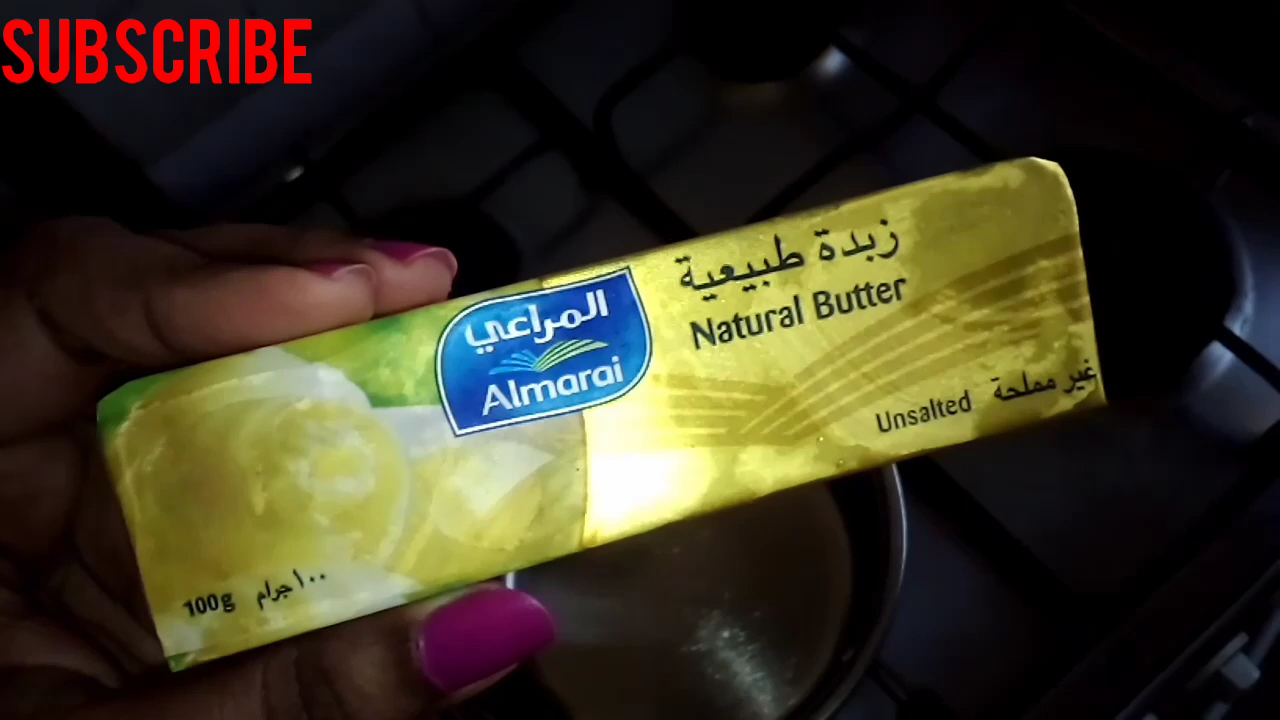 SUBSCRIBE
المراعي
Almarai
زبدة طبيعية
Natural Butter
Unsalted غير مملحة
100g ١٠٠جرام